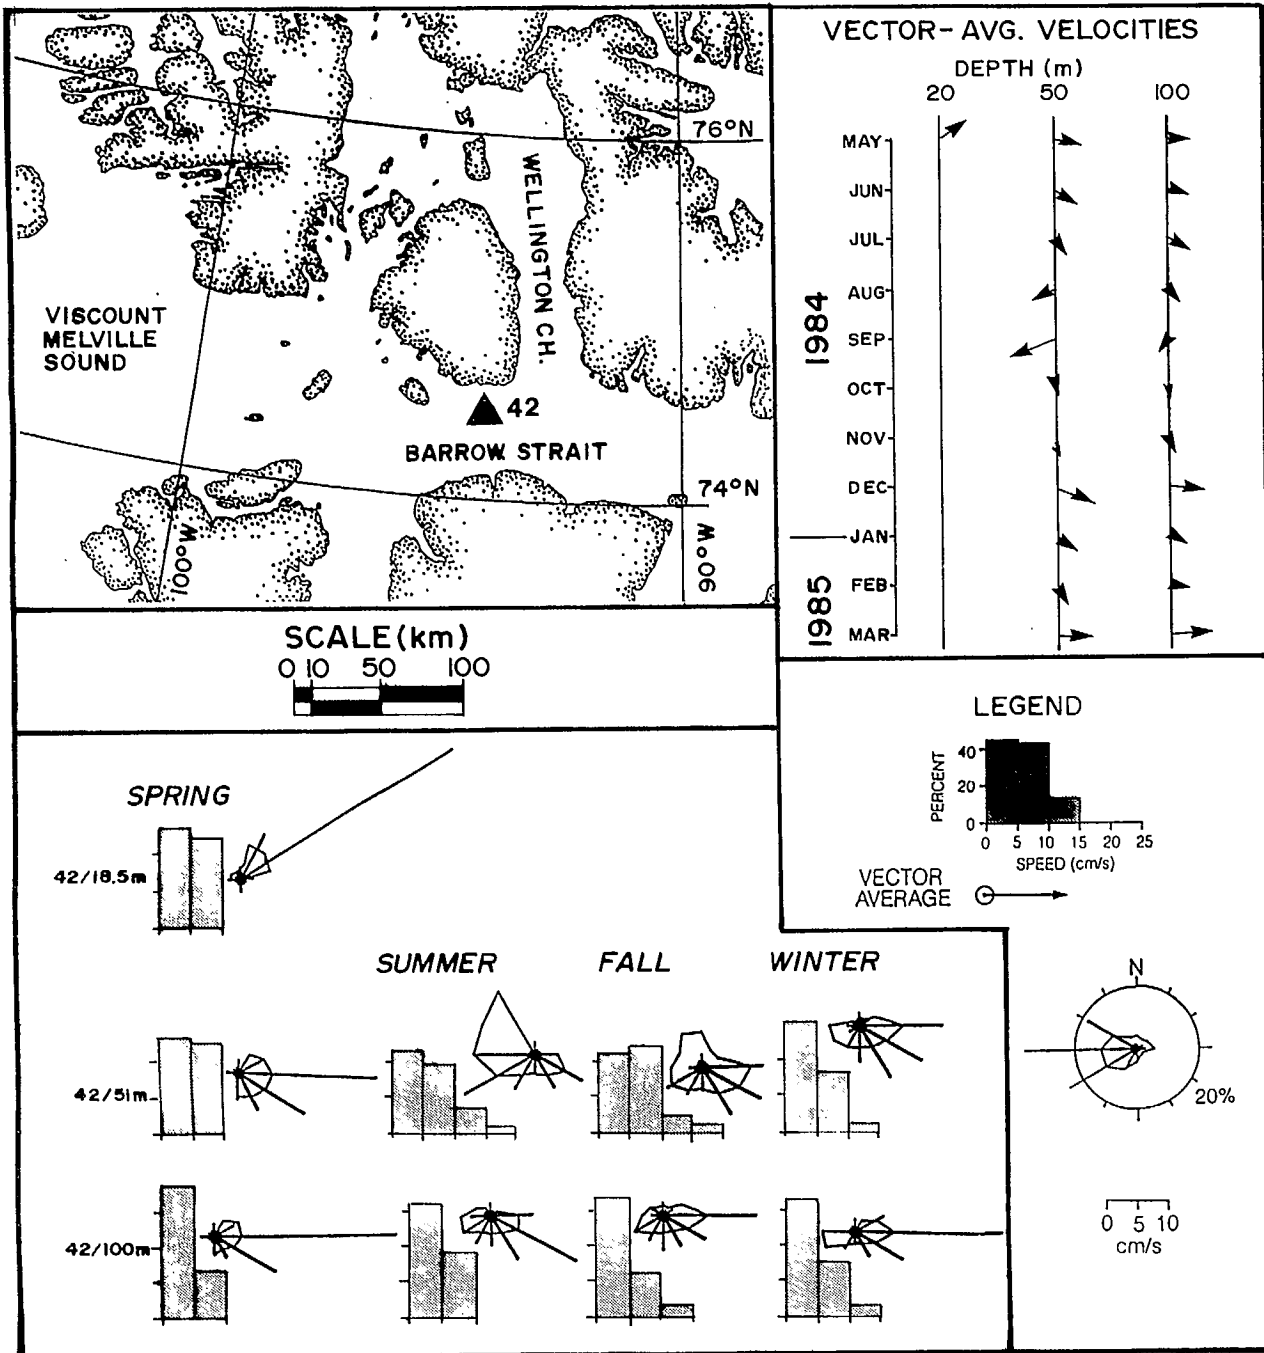 76°N
WELLINGTON CH.
VISCOUNT
MELVILLE
SOUND
42
BARROW STRAIT
74°N
100°W
90°W
SCALE (km)
0 10 50 100
VECTOR-AVG. VELOCITIES
DEPTH (m)
20 50 100
MAY
JUN
JUL
AUG
SEP
OCT
NOV
DEC
JAN
FEB
MAR
1984
1985
LEGEND
PERCENT
40
20
0
0 5 10 15 25
SPEED (cm/s)
VECTOR
AVERAGE
SPRING
42/18.5m
SUMMER FALL WINTER
42/51m
42/100m
N
20%
0 5 10
cm/s